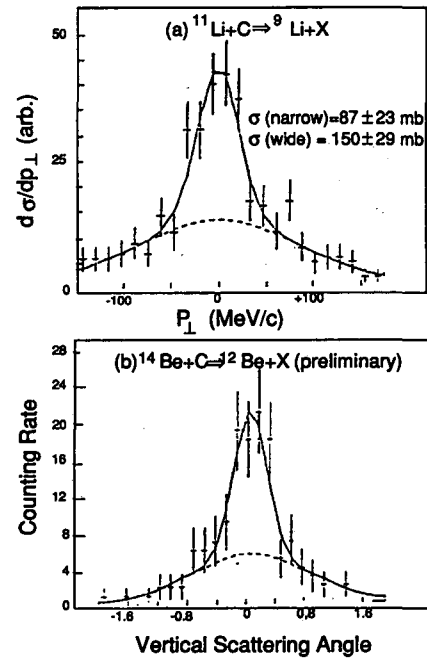 (a) ¹¹Li+C⇒⁹ Li+X
50
25
0
dσ/dp⊥ (arb.)
σ (narrow)=87±23 mb
σ (wide) = 150±29 mb
-100 0 +100
P⊥ (MeV/c)
(b) ¹⁴Be+C⇒¹²Be+X (preliminary)
28
24
20
16
12
8
4
0
Counting Rate
-1.6 -0.8 0 0.8 1.6
Vertical Scattering Angle